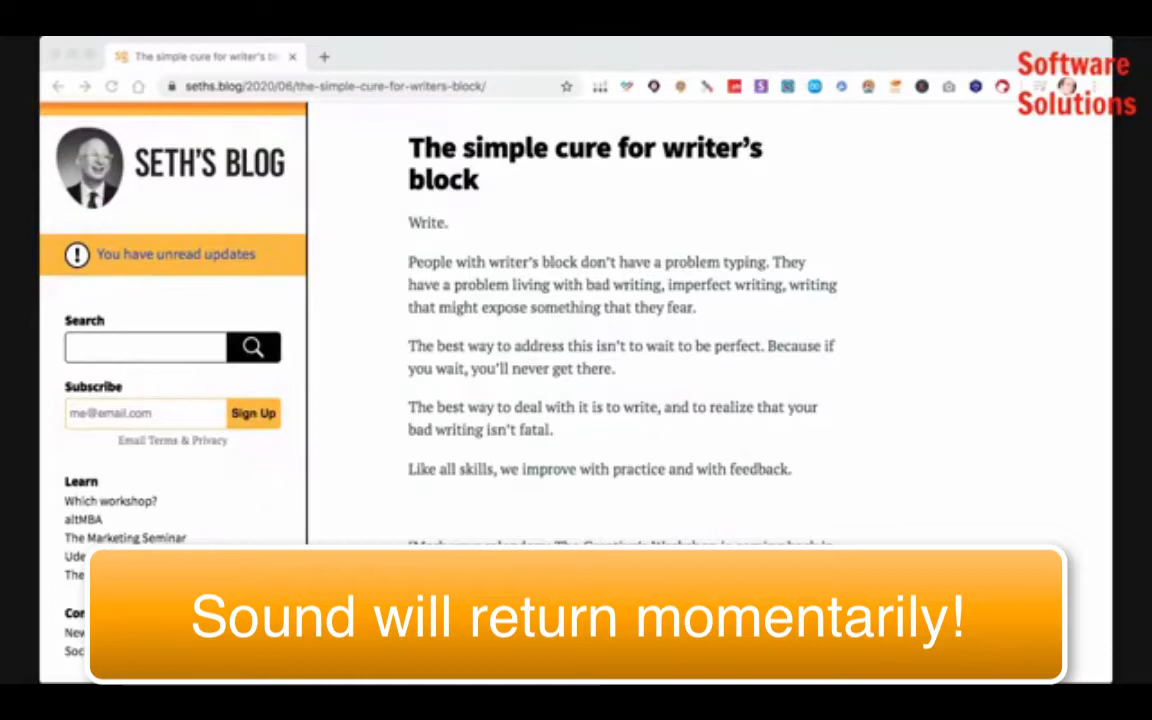 Software
Solutions
The simple cure for writer's bl
seths.blog/2020/06/the-simple-cure-for-writers-block/
SETH'S BLOG
You have unread updates
Search
Subscribe
me@email.com
Sign Up
Email Terms & Privacy
Learn
Which workshop?
altMBA
The Marketing Seminar
Ude
The
Con
New
Soc
The simple cure for writer’s
block
Write.
People with writer’s block don’t have a problem typing. They
have a problem living with bad writing, imperfect writing, writing
that might expose something that they fear.
The best way to address this isn’t to wait to be perfect. Because if
you wait, you’ll never get there.
The best way to deal with it is to write, and to realize that your
bad writing isn’t fatal.
Like all skills, we improve with practice and with feedback.
Sound will return momentarily!